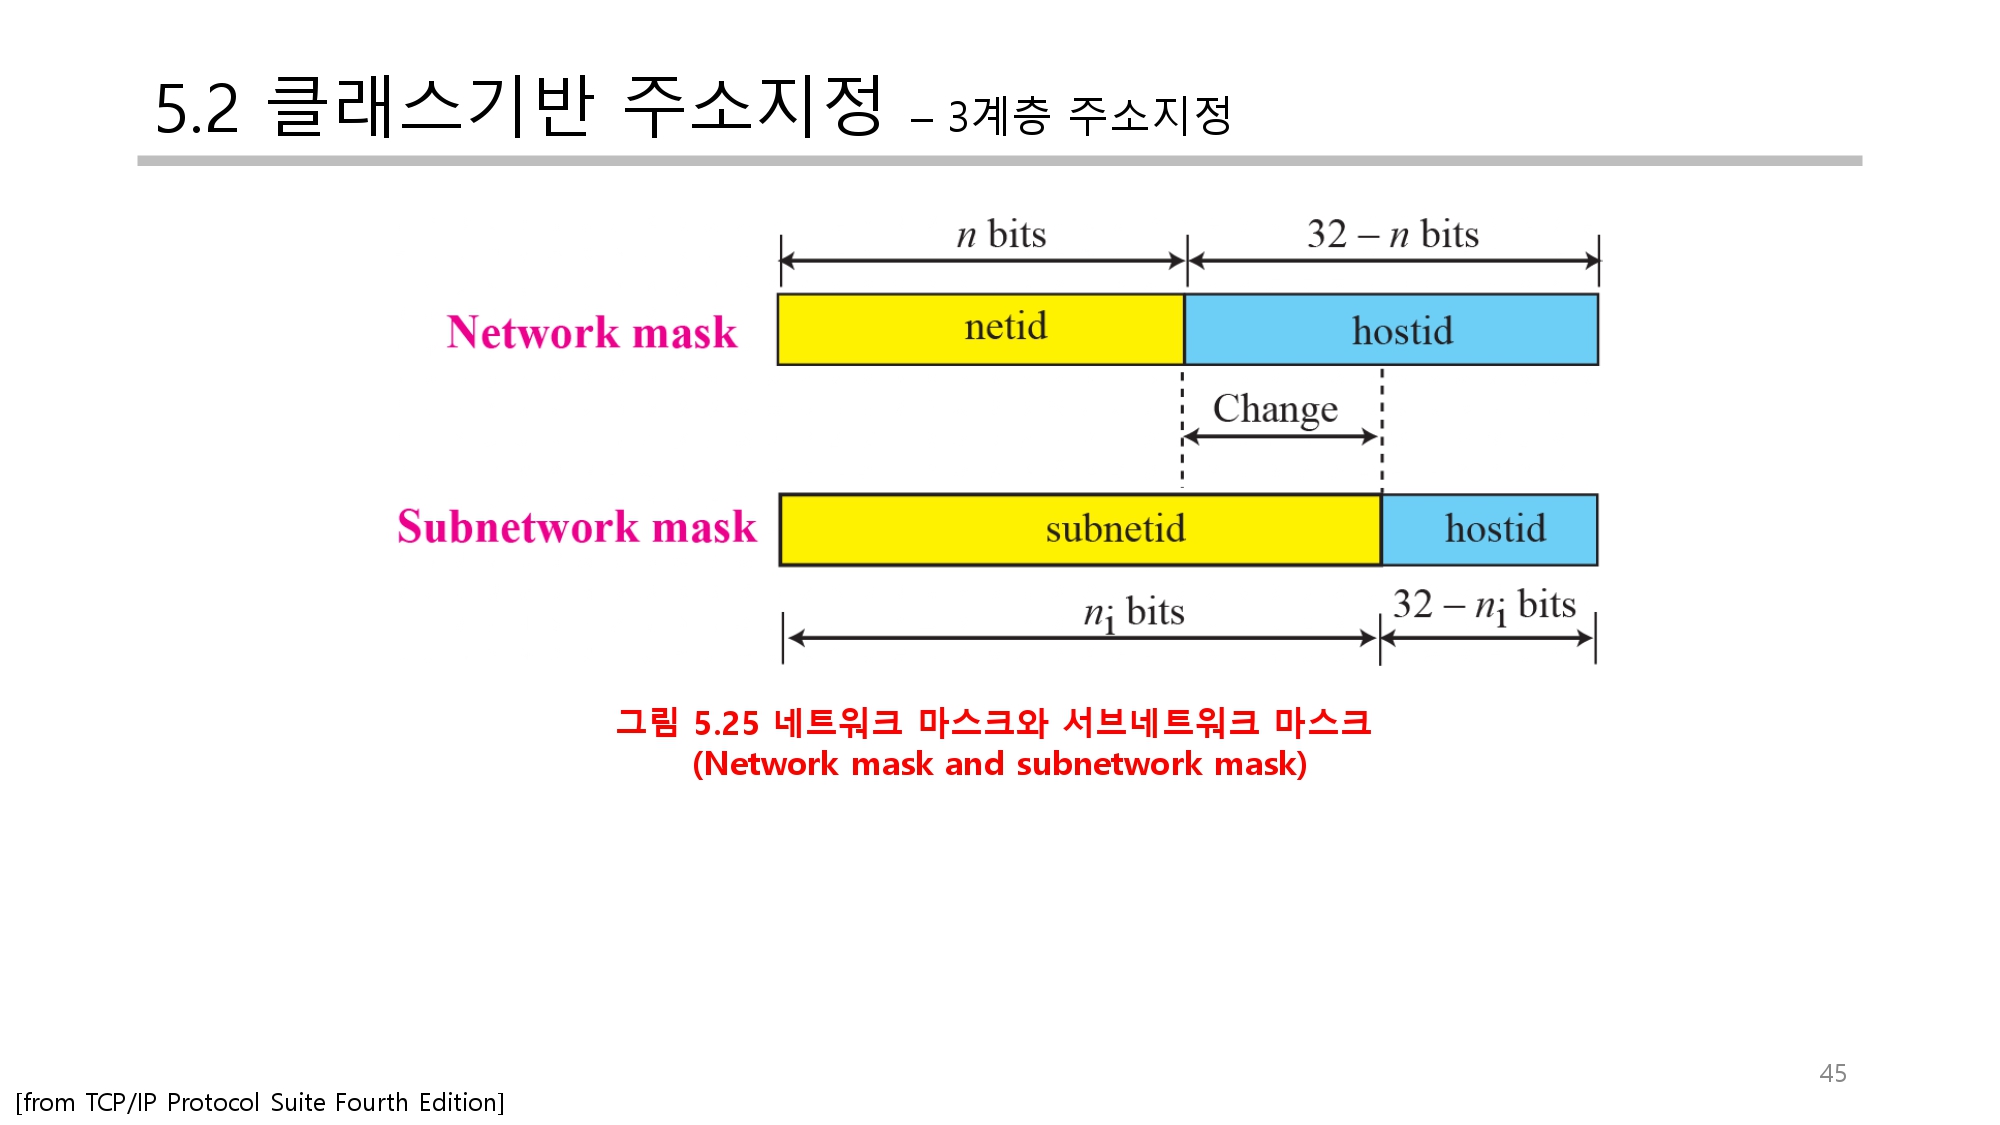 5.2 클래스기반 주소지정 – 3계층 주소지정
n bits 32 – n bits
Network mask netid hostid
Change
Subnetwork mask subnetid hostid
ni bits 32 – ni bits
그림 5.25 네트워크 마스크와 서브네트워크 마스크
(Network mask and subnetwork mask)
45
[from TCP/IP Protocol Suite Fourth Edition]